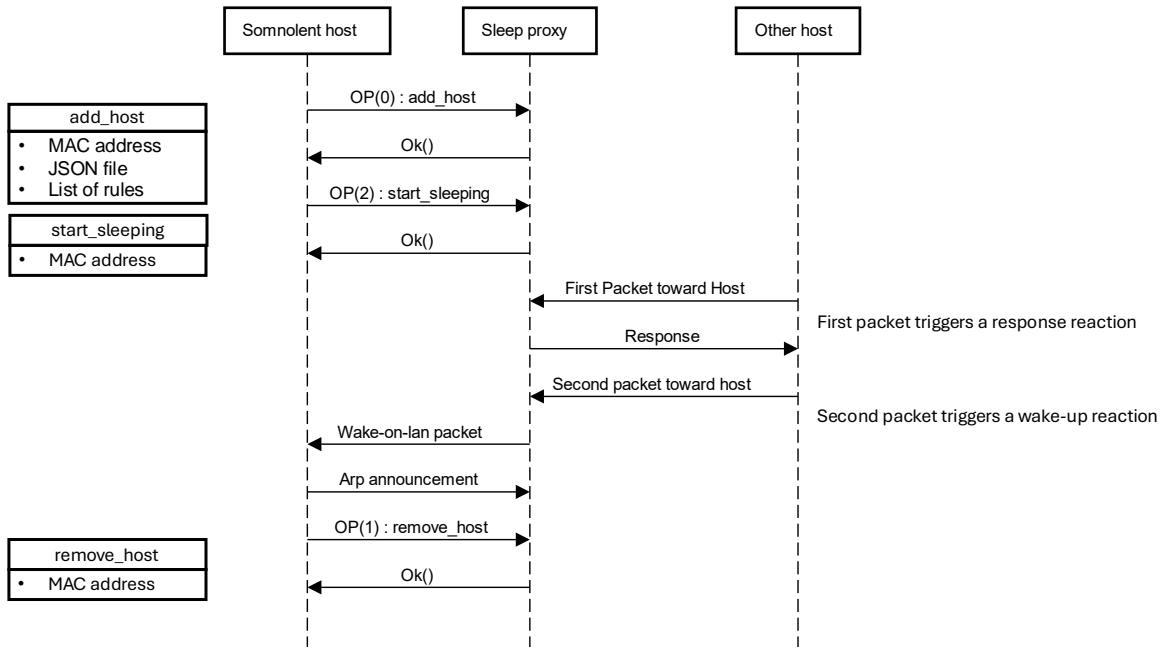 Somnolent host
Sleep proxy
Other host
OP(0) : add_host
add_host
• MAC address
• JSON file
• List of rules
Ok()
OP(2) : start_sleeping
start_sleeping
• MAC address
Ok()
First Packet toward Host
First packet triggers a response reaction
Response
Second packet toward host
Second packet triggers a wake-up reaction
Wake-on-lan packet
Arp announcement
OP(1) : remove_host
remove_host
• MAC address
Ok()